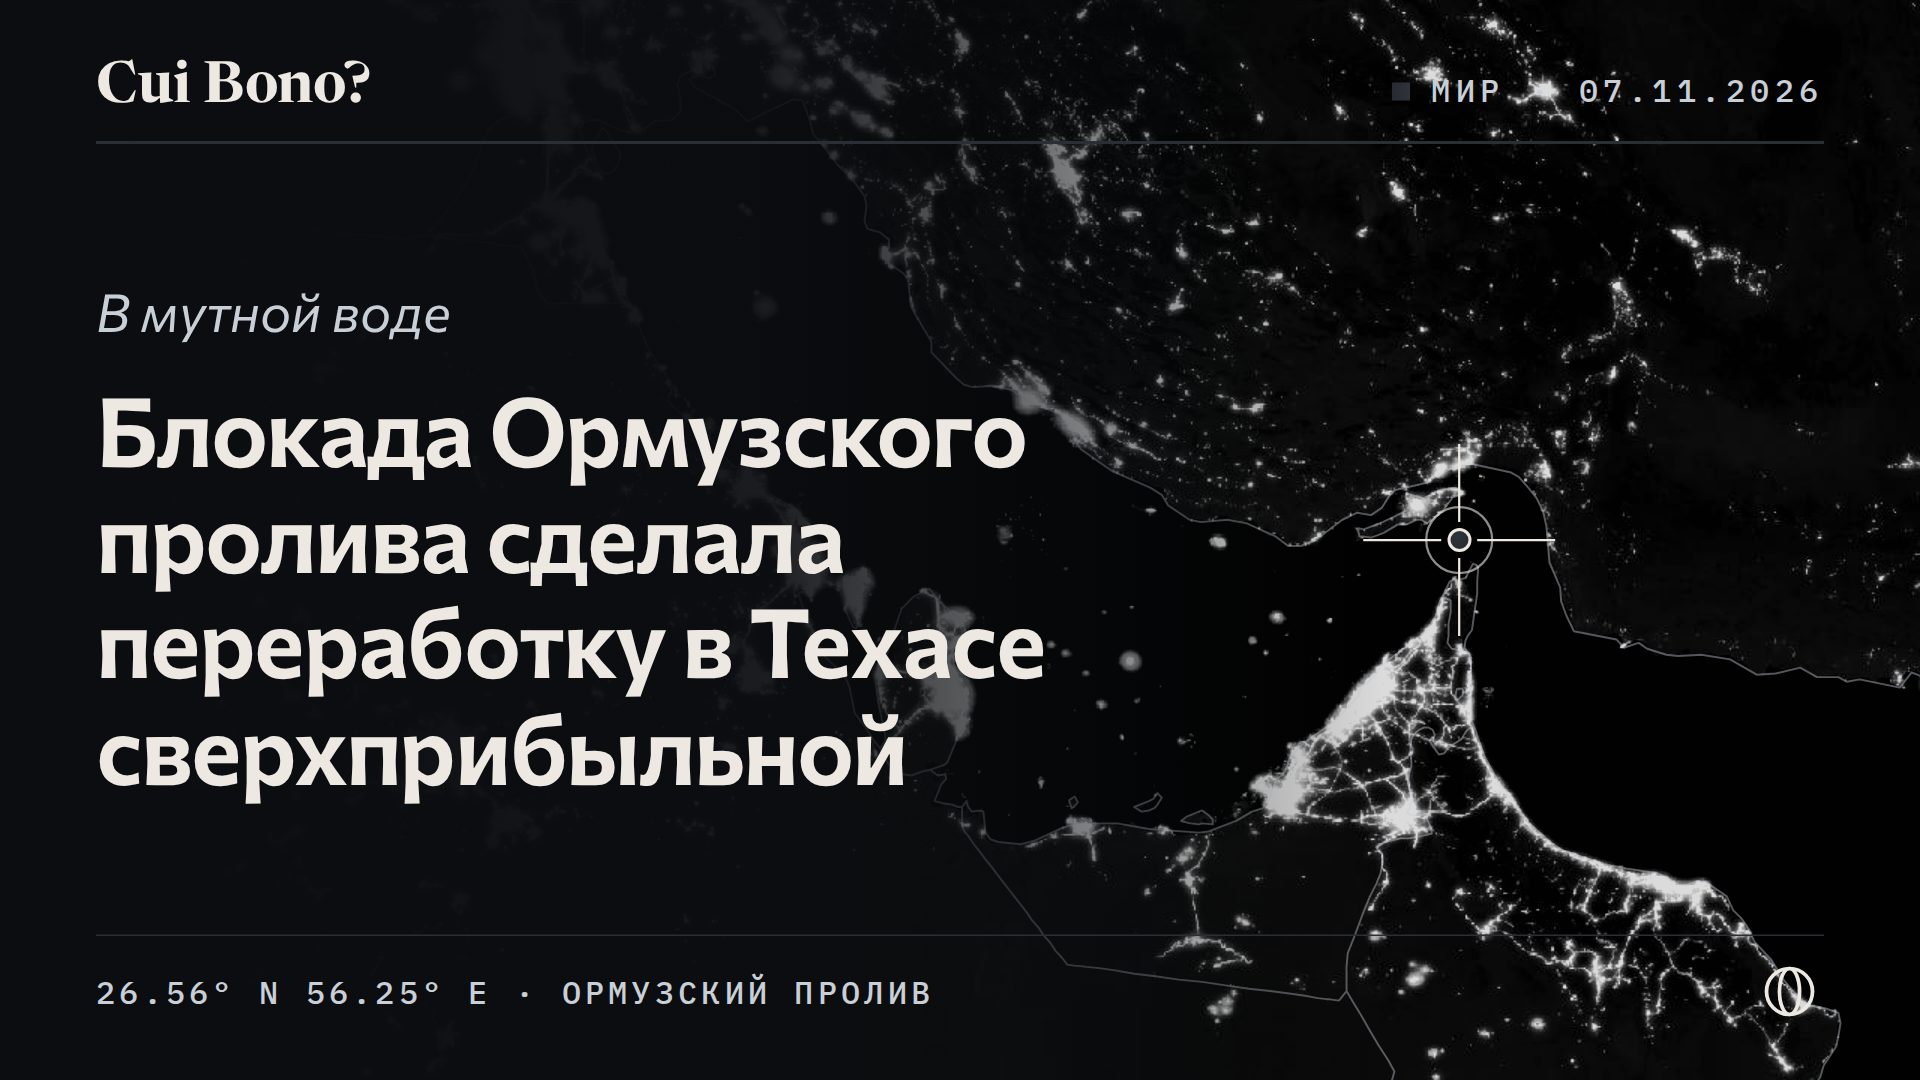 Cui Bono?
МИР 07.11.2026
В мутной воде
Блокада Ормузского
пролива сделала
переработку в Техасе
сверхприбыльной
26.56° N 56.25° E · ОРМУЗСКИЙ ПРОЛИВ